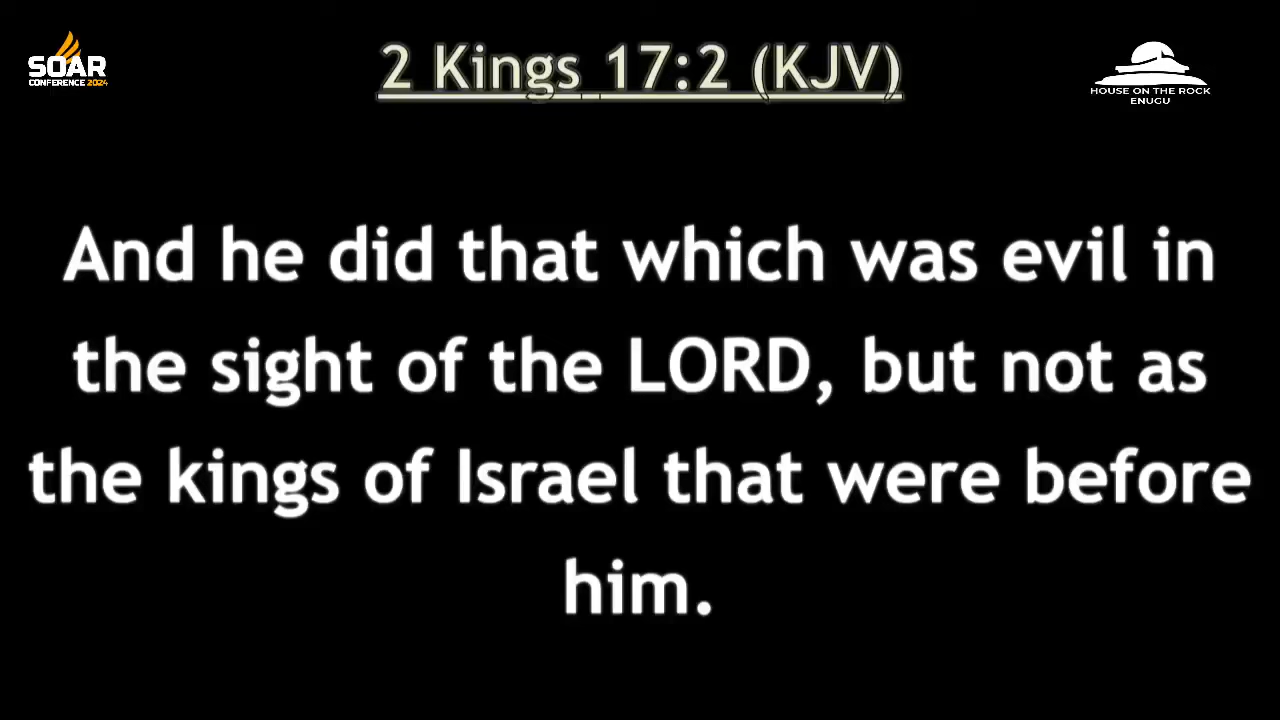 SOAR
CONFERENCE 2024
2 Kings 17:2 (KJV)
HOUSE ON THE ROCK
ENUGU
And he did that which was evil in
the sight of the LORD, but not as
the kings of Israel that were before
him.